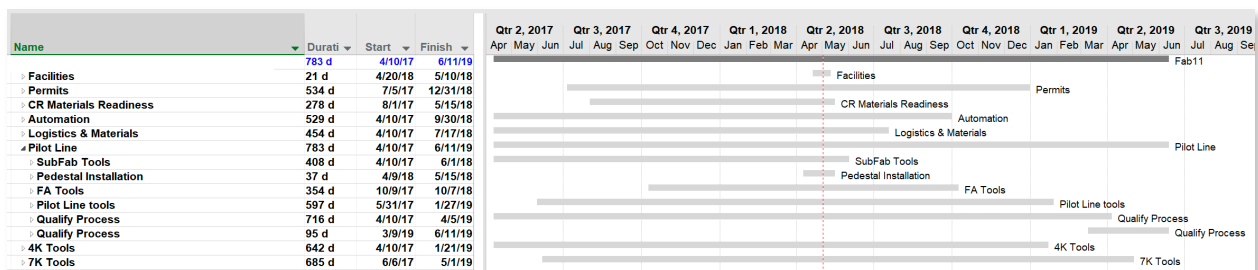 Qtr 2, 2017 Qtr 3, 2017 Qtr 4, 2017 Qtr 1, 2018 Qtr 2, 2018 Qtr 3, 2018 Qtr 4, 2018 Qtr 1, 2019 Qtr 2, 2019 Qtr 3, 2019
Name Durati Start Finish Apr May Jun Jul Aug Sep Oct Nov Dec Jan Feb Mar Apr May Jun Jul Aug Sep Oct Nov Dec Jan Feb Mar Apr May Jun Jul Aug Sep
783 d 4/10/17 6/11/19 Fab11
Facilities 21 d 4/20/18 5/10/18 Facilities
Permits 534 d 7/5/17 12/31/18 Permits
CR Materials Readiness 278 d 8/1/17 5/15/18 CR Materials Readiness
Automation 529 d 4/10/17 9/30/18 Automation
Logistics & Materials 454 d 4/10/17 7/17/18 Logistics & Materials
Pilot Line 783 d 4/10/17 6/11/19 Pilot Line
SubFab Tools 408 d 4/10/17 6/1/18 SubFab Tools
Pedestal Installation 37 d 4/9/18 5/15/18 Pedestal Installation
FA Tools 354 d 10/9/17 10/7/18 FA Tools
Pilot Line tools 597 d 5/31/17 1/27/19 Pilot Line tools
Qualify Process 716 d 4/10/17 4/5/19 Qualify Process
Qualify Process 95 d 3/9/19 6/11/19 Qualify Process
4K Tools 642 d 4/10/17 1/21/19 4K Tools
7K Tools 685 d 6/6/17 5/1/19 7K Tools